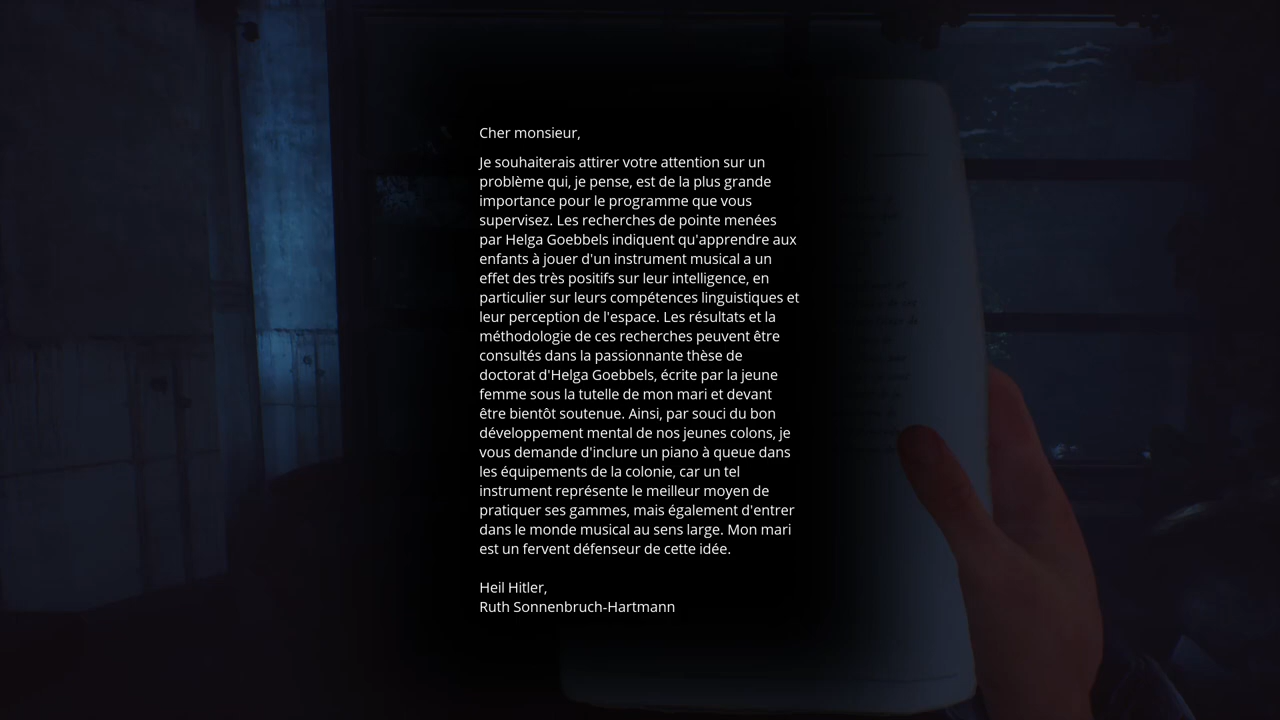 Cher monsieur,
Je souhaiterais attirer votre attention sur un
problème qui, je pense, est de la plus grande
importance pour le programme que vous
supervisez. Les recherches de pointe menées
par Helga Goebbels indiquent qu'apprendre aux
enfants à jouer d'un instrument musical a un
effet des très positifs sur leur intelligence, en
particulier sur leurs compétences linguistiques et
leur perception de l'espace. Les résultats et la
méthodologie de ces recherches peuvent être
consultés dans la passionnante thèse de
doctorat d'Helga Goebbels, écrite par la jeune
femme sous la tutelle de mon mari et devant
être bientôt soutenue. Ainsi, par souci du bon
développement mental de nos jeunes colons, je
vous demande d'inclure un piano à queue dans
les équipements de la colonie, car un tel
instrument représente le meilleur moyen de
pratiquer ses gammes, mais également d'entrer
dans le monde musical au sens large. Mon mari
est un fervent défenseur de cette idée.
Heil Hitler,
Ruth Sonnenbruch-Hartmann